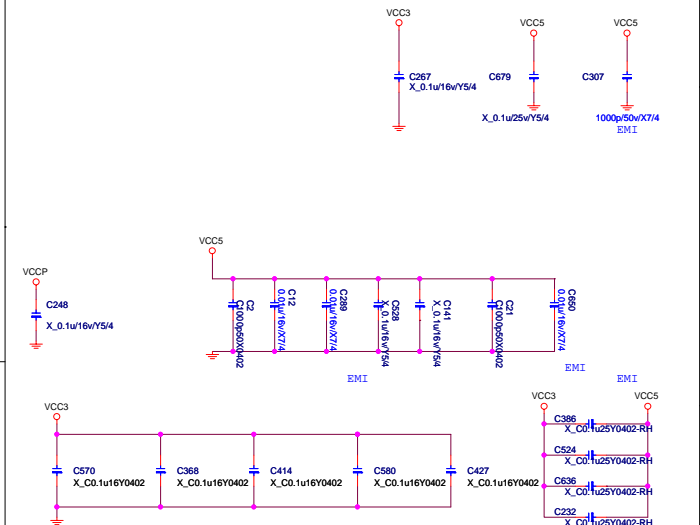 VCC3
VCC5
VCC5
C267
X_0.1u/16v/Y5/4
C679
X_0.1u/25v/Y5/4
C307
1000p/50v/X7/4
EMI
VCCP
C248
X_0.1u/16v/Y5/4
VCC5
C2
C1000p50X0402
C12
0.01u/16v/X7/4
C289
0.01u/16v/X7/4
C528
X_0.1u/16v/Y5/4
C141
X_0.1u/16v/Y5/4
C21
C1000p50X0402
C650
0.01u/16v/X7/4
EMI
EMI
EMI
VCC3
C570
X_C0.1u16Y0402
C368
X_C0.1u16Y0402
C414
X_C0.1u16Y0402
C580
X_C0.1u16Y0402
C427
X_C0.1u16Y0402
VCC3
VCC5
C386
X_C0.1u25Y0402-RH
C524
X_C0.1u25Y0402-RH
C636
X_C0.1u25Y0402-RH
C232
X_C0.1u25Y0402-RH